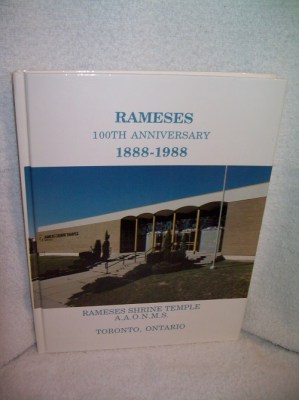 RAMESES
100TH ANNIVERSARY
1888-1988
RAMESES SHRINE TEMPLE
A.A.O.N.M.S.
TORONTO, ONTARIO